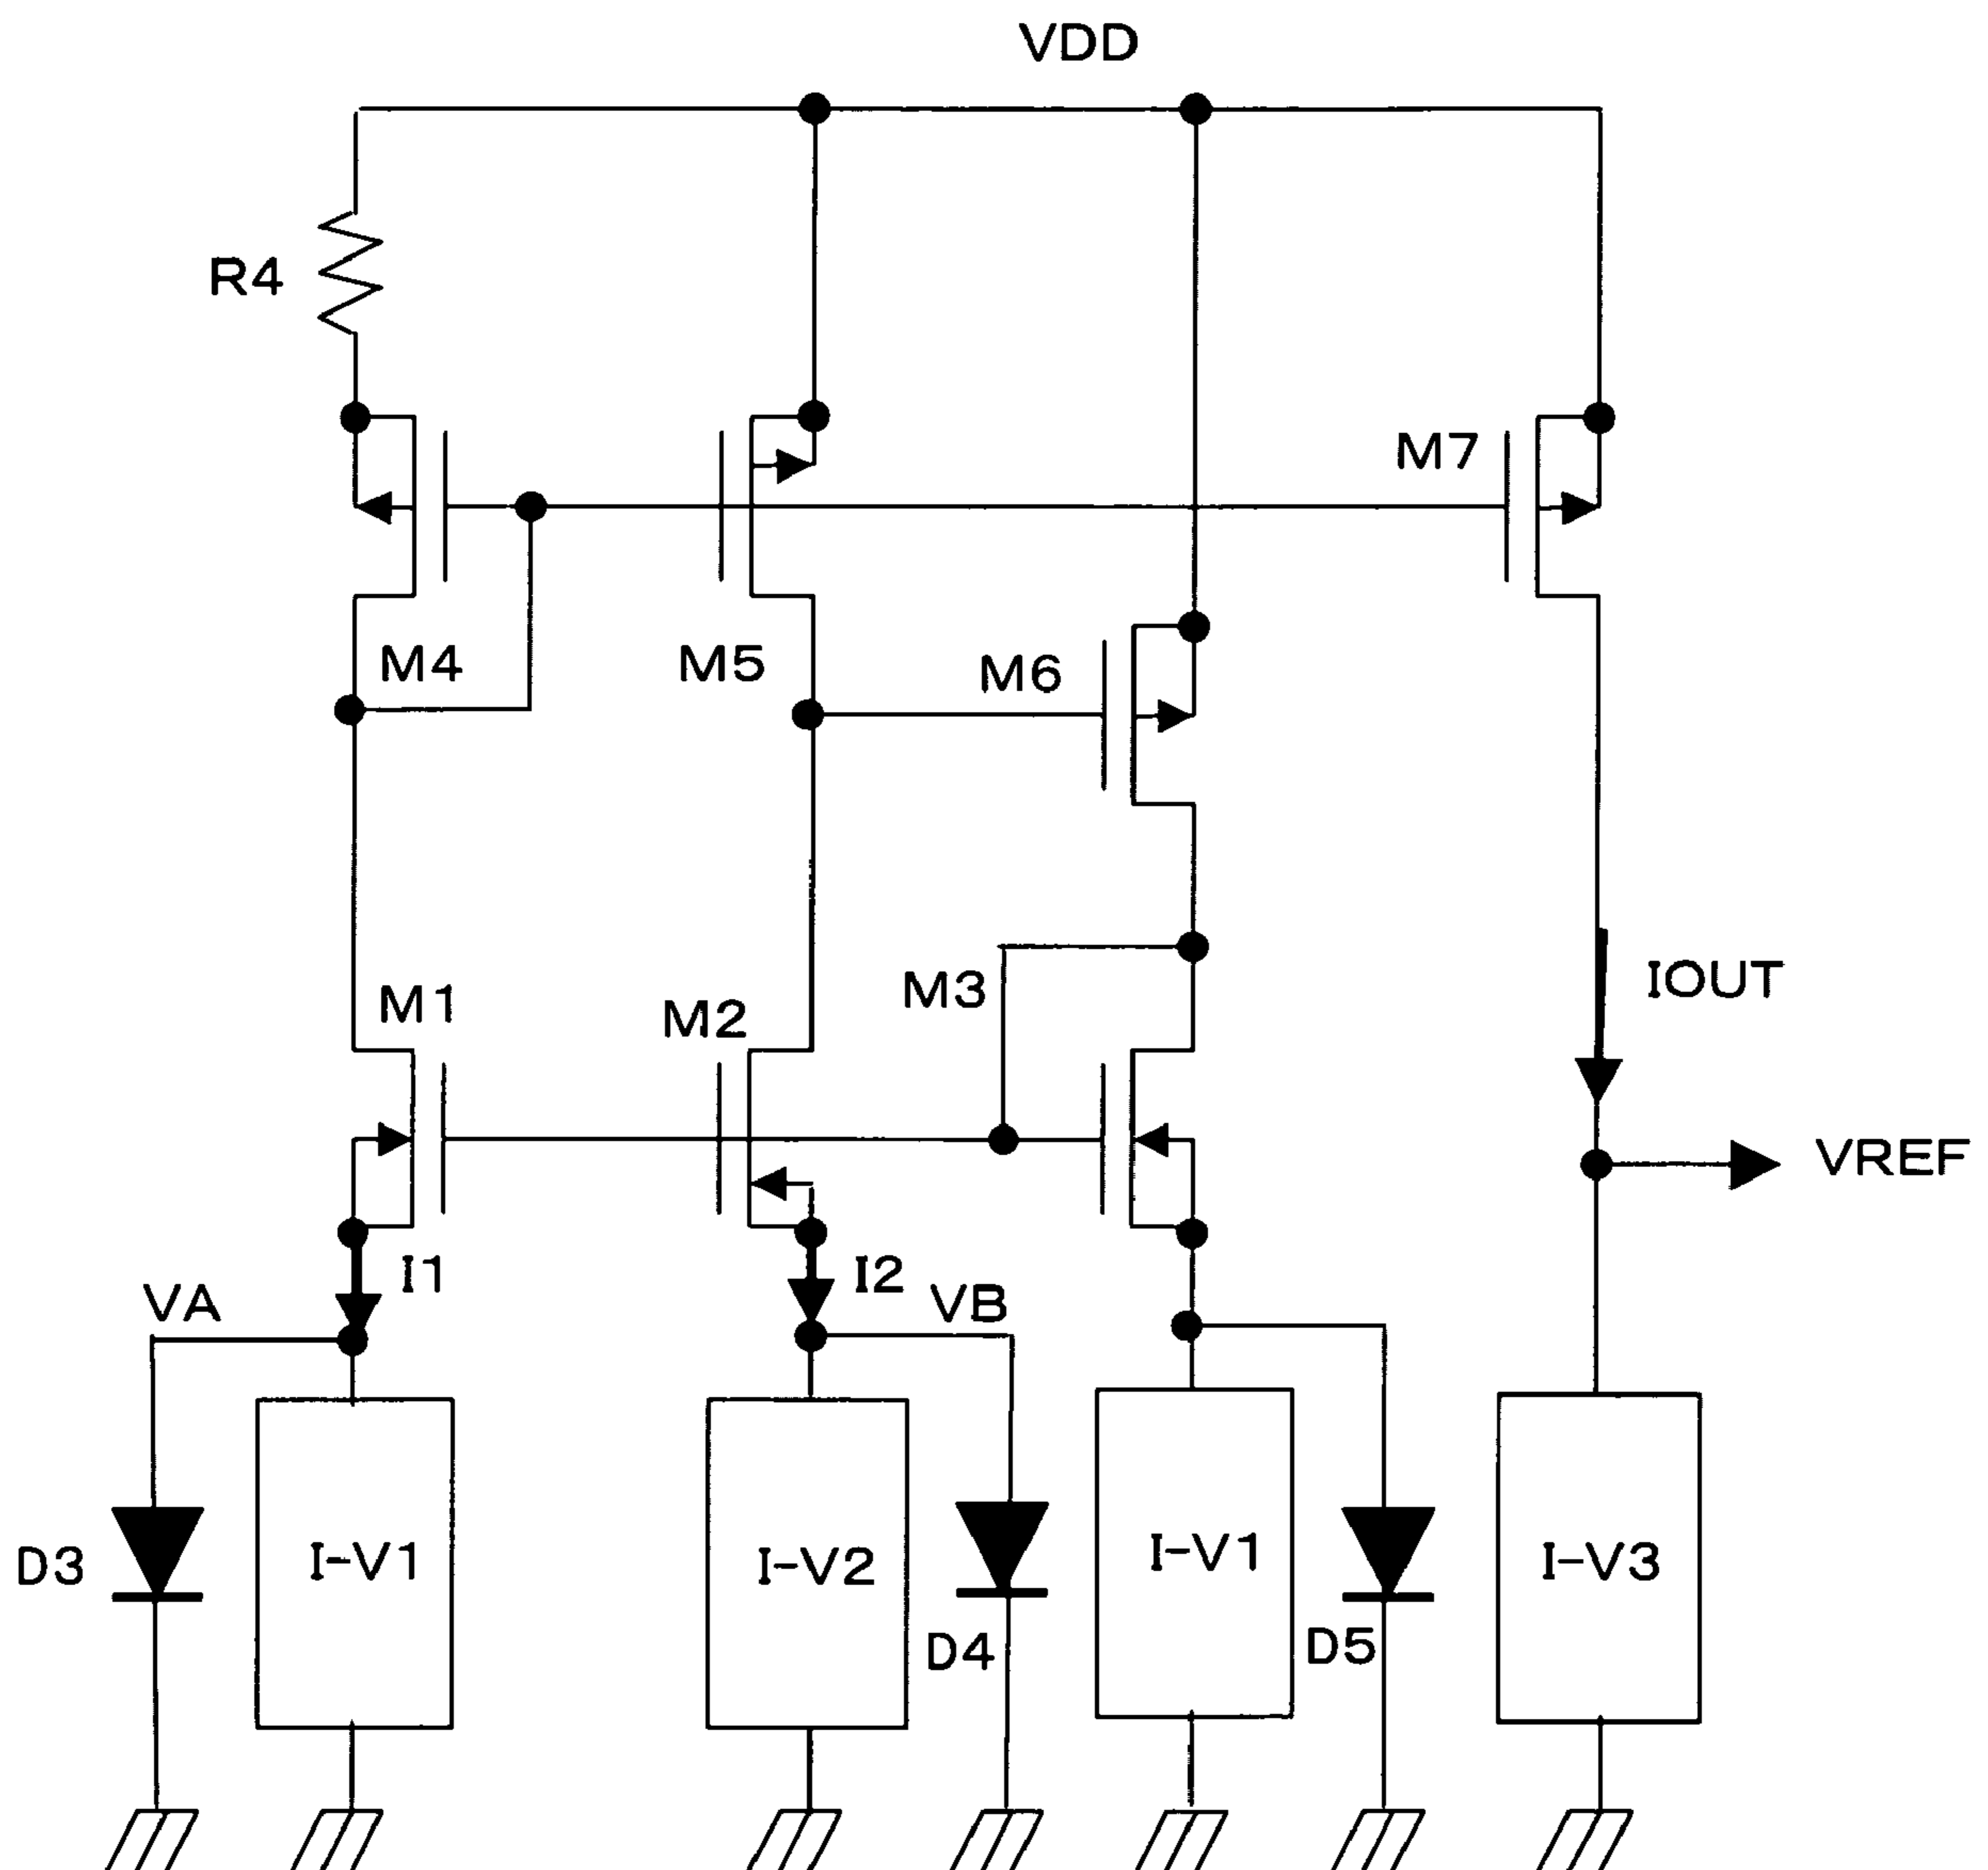 VDD
R4
M7
M4
M5
M6
M3
IOUT
M1
M2
VREF
I1
I2
VA
VB
D3
I-V1
I-V2
I-V1
I-V3
D4
D5